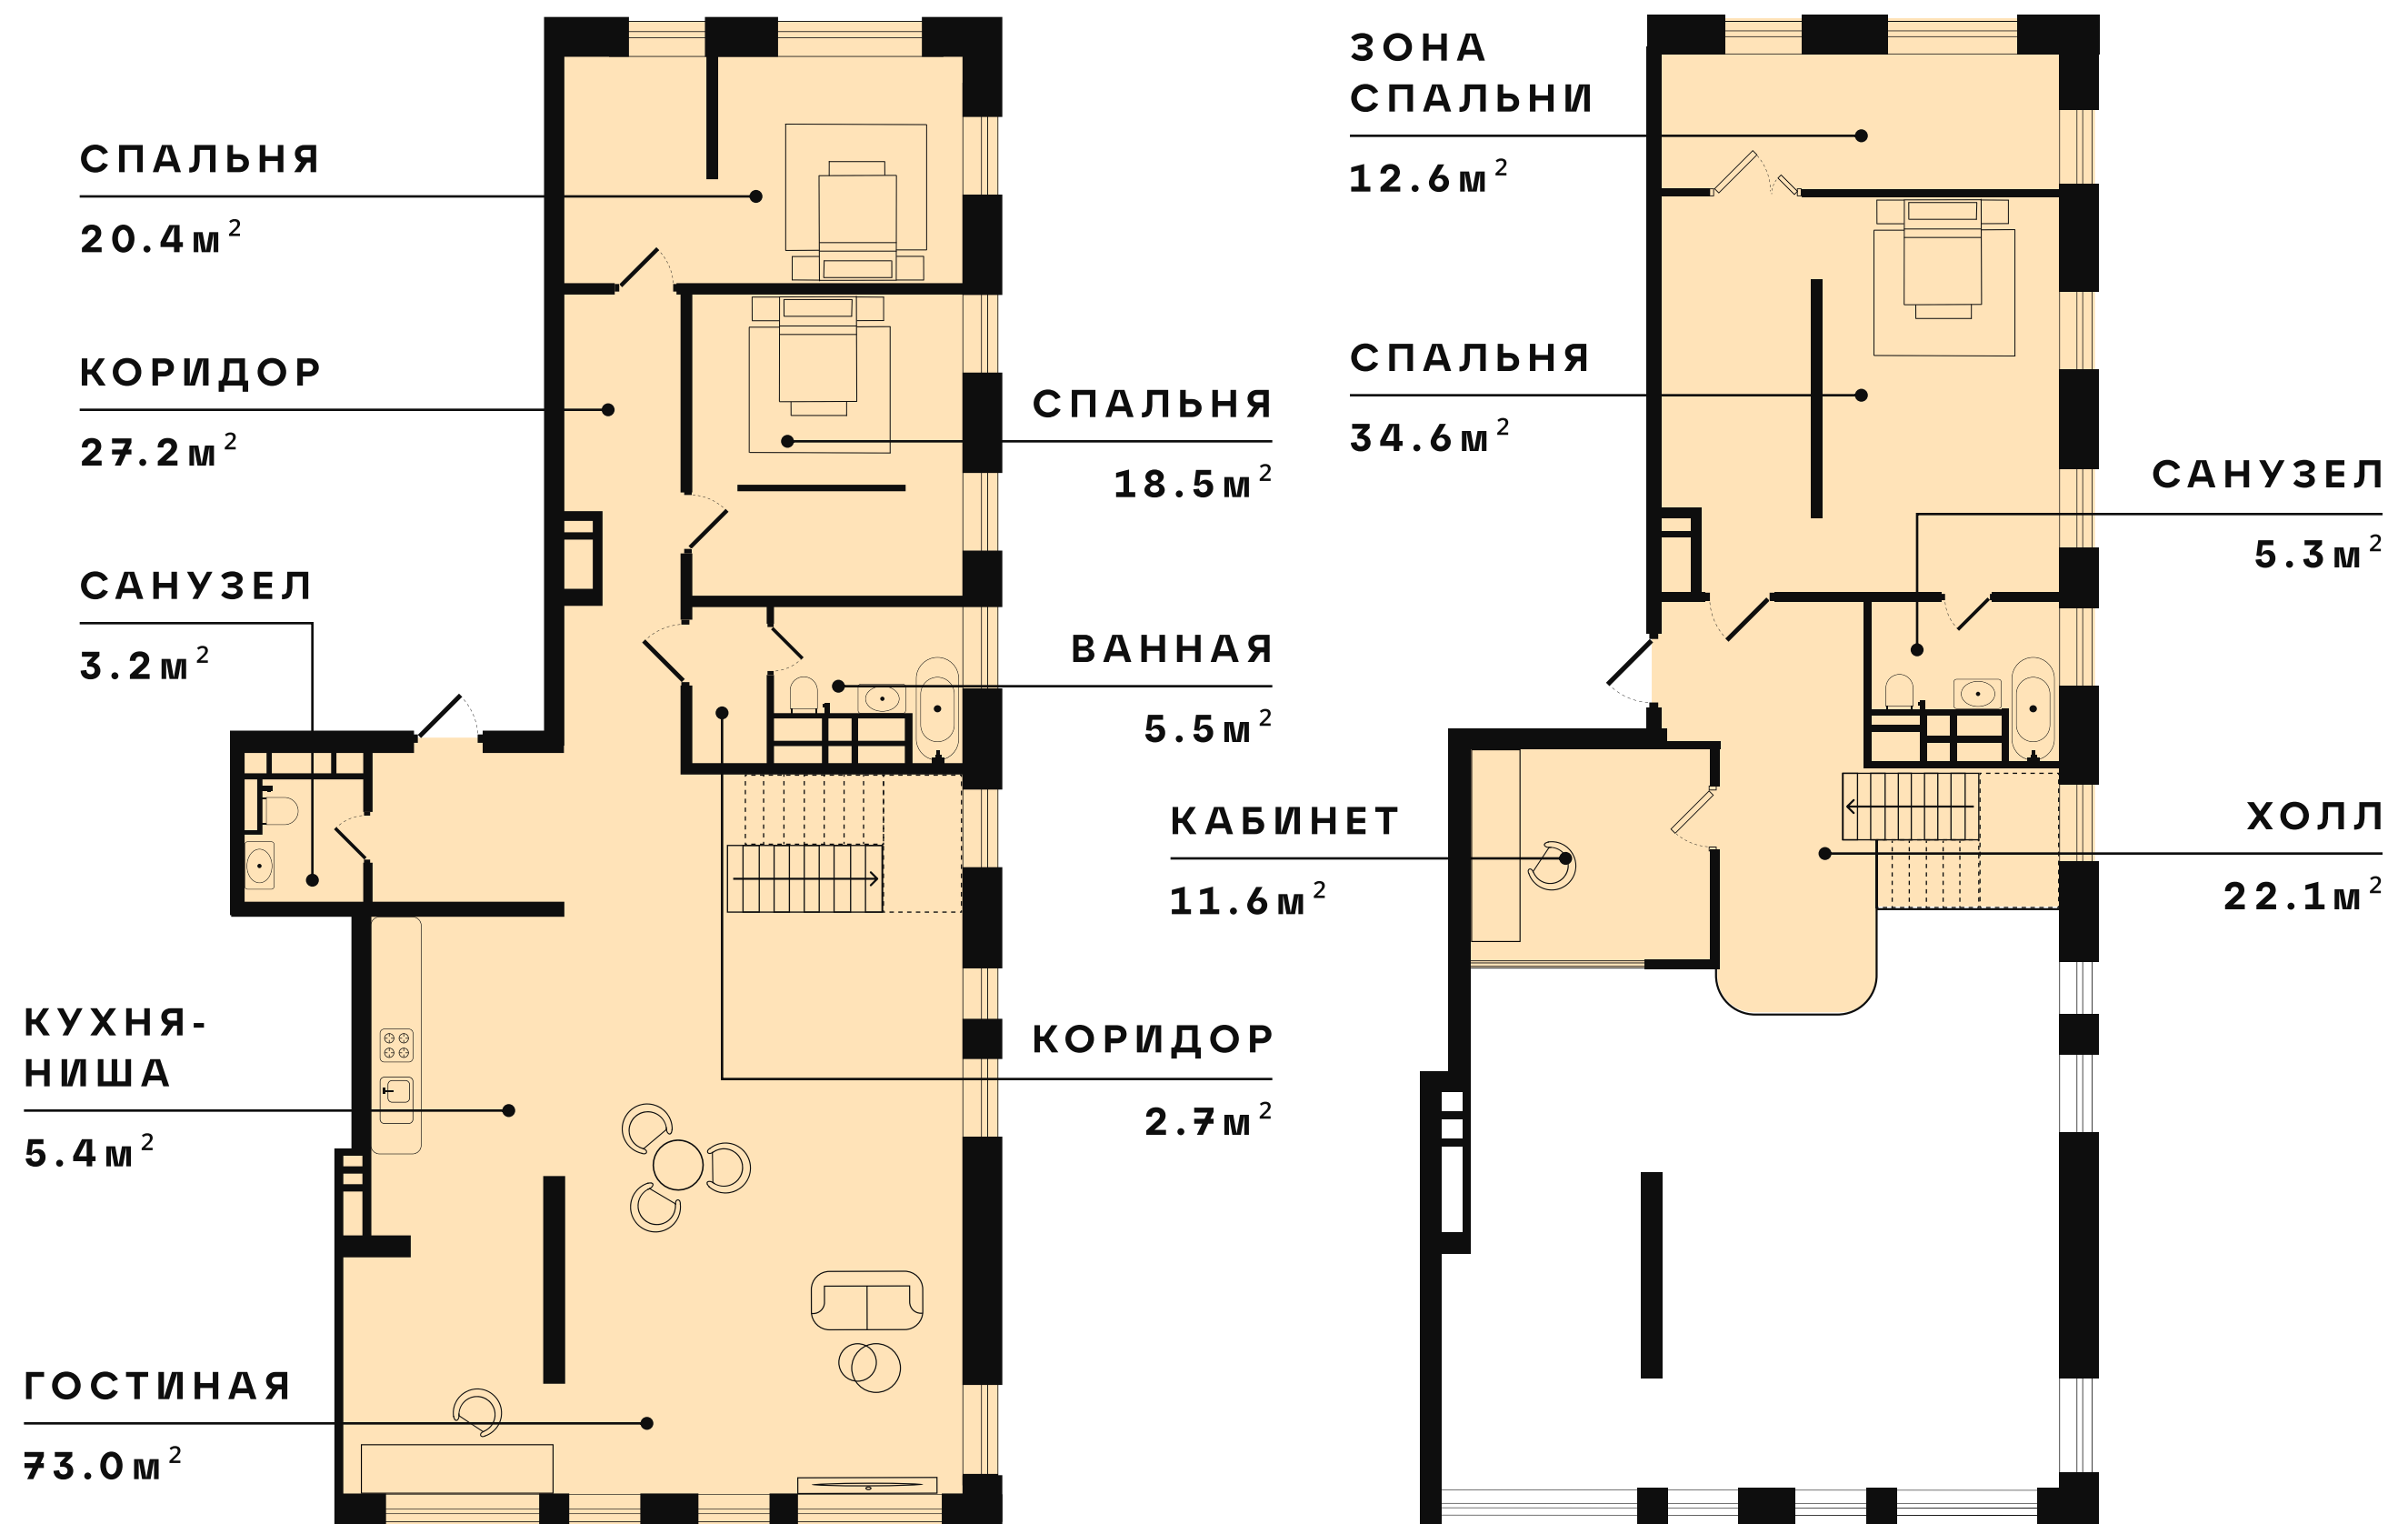 СПАЛЬНЯ
20.4м²
КОРИДОР
27.2м²
САНУЗЕЛ
3.2м²
КУХНЯ-
НИША
5.4м²
ГОСТИНАЯ
73.0м²
СПАЛЬНЯ
18.5м²
ВАННАЯ
5.5м²
КОРИДОР
2.7м²
ЗОНА
СПАЛЬНИ
12.6м²
СПАЛЬНЯ
34.6м²
КАБИНЕТ
11.6м²
САНУЗЕЛ
5.3м²
ХОЛЛ
22.1м²